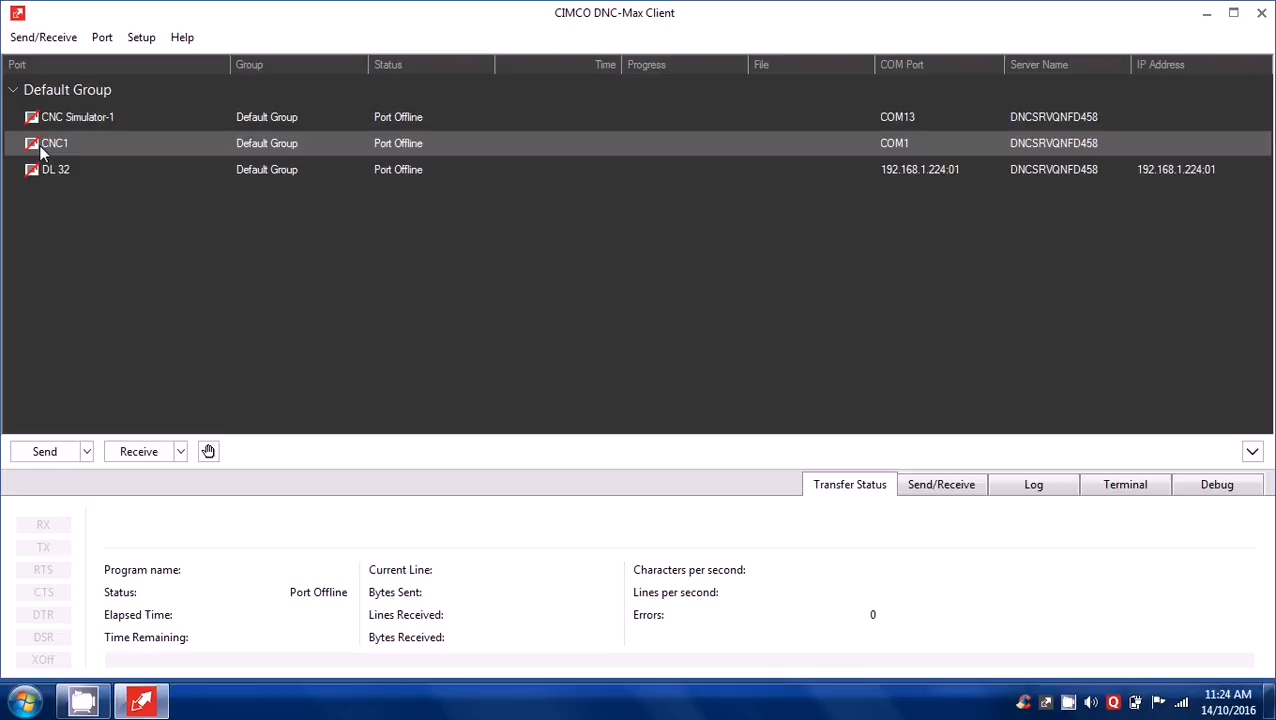 CIMCO DNC-Max Client
Send/Receive Port Setup Help
Port Group Status Time Progress File COM Port Server Name IP Address
Default Group
CNC Simulator-1 Default Group Port Offline COM13 DNCSRVQNFD458
CNC1 Default Group Port Offline COM1 DNCSRVQNFD458
DL 32 Default Group Port Offline 192.168.1.224:01 DNCSRVQNFD458 192.168.1.224:01
Send Receive
Transfer Status Send/Receive Log Terminal Debug
RX
TX
RTS Program name: Current Line: Characters per second:
CTS Status: Port Offline Bytes Sent: Lines per second:
DTR Elapsed Time: Lines Received: Errors: 0
DSR Time Remaining: Bytes Received:
XOff
11:24 AM
14/10/2016